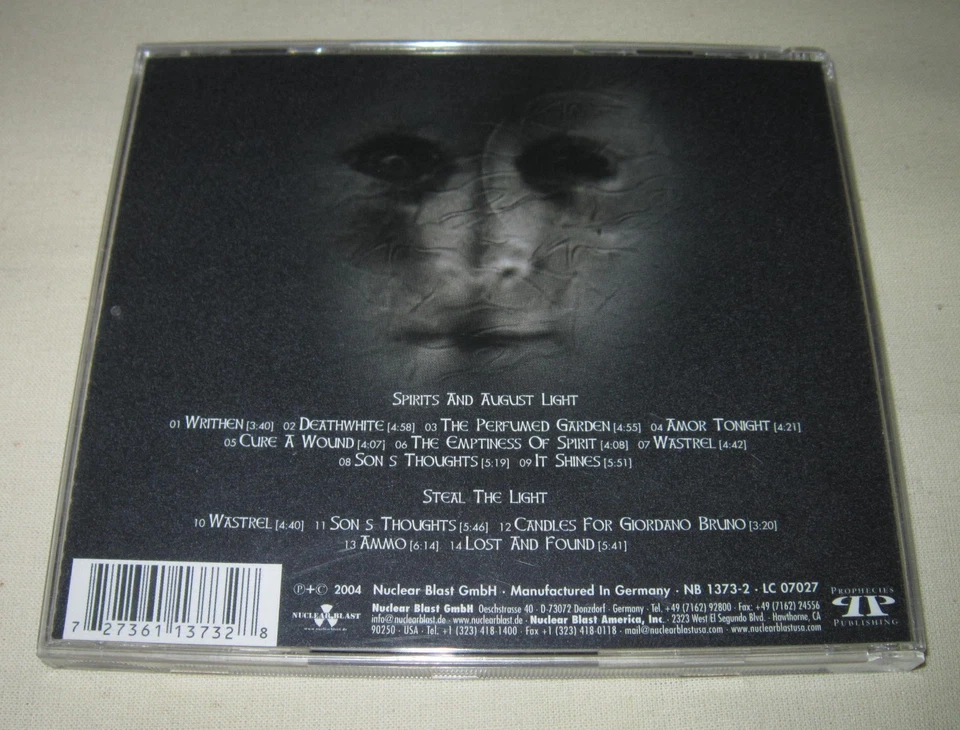 Spirits And August Light
01 Writhen [3:40] 02 Deathwhite [4:58] 03 The Perfumed Garden [4:55] 04 Amor Tonight [4:21]
05 Cure A Wound [4:07] 06 The Emptiness Of Spirit [4:08] 07 Wastrel [4:42]
08 Son s Thoughts [5:19] 09 It Shines [5:51]
Steal The Light
10 Wastrel [4:40] 11 Son s Thoughts [5:46] 12 Candles For Giordano Bruno [3:20]
13 Ammo [6:14] 14 Lost And Found [5:41]
7 27361 13732 8
NUCLEAR BLAST
℗+© 2004 Nuclear Blast GmbH · Manufactured In Germany · NB 1373-2 · LC 07027
Nuclear Blast GmbH Oeschstrasse 40 · D-73072 Donzdorf · Germany · Tel. +49 (7162) 92800 · Fax: +49 (7162) 24556
info@nuclearblast.com · www.nuclearblast.de · Nuclear Blast America, Inc. · 2323 West El Segundo Blvd. · Hawthorne, CA
90250 · USA · Tel. +1 (323) 418-1400 · Fax +1 (323) 418-0118 · mail@nuclearblastusa.com · www.nuclearblastusa.com
PROPHECIES
PUBLISHING